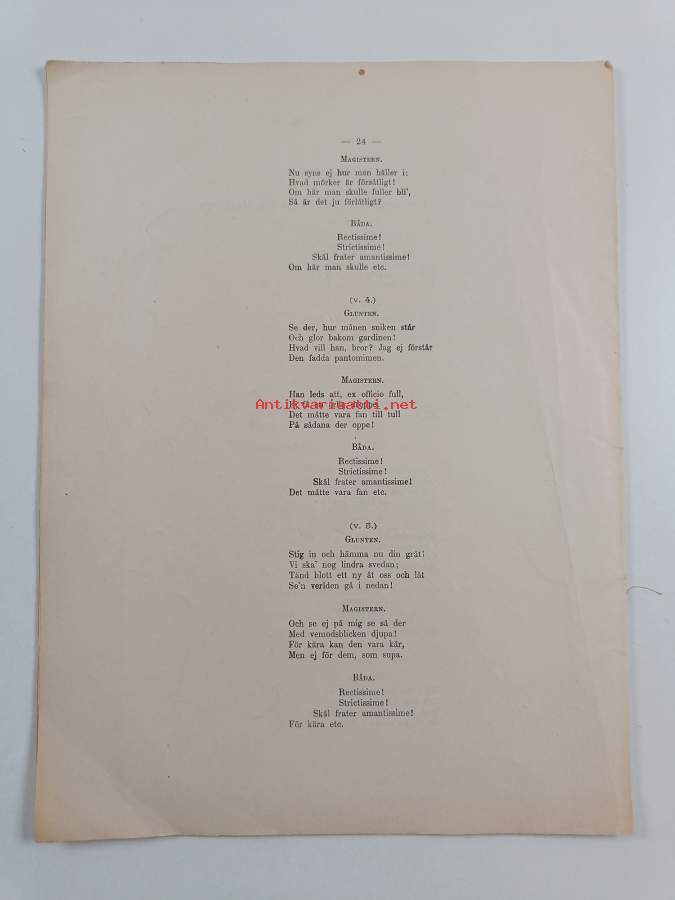 — 24 —
Magistern.
Nu syns ej hur man häller i;
Hvad mörker är försåtligt!
Om här man skulle fuller bli',
Så är det ju förlåtligt?
Båda.
Rectissime!
Strictissime!
Skål frater amantissime!
Om här man skulle etc.
(v. 4.)
Glunten.
Se der, hur månen sniken står
Och glor bakom gardinen!
Hvad vill han, bror? Jag ej förstår
Den fadda pantomimen.
Magistern.
Han leds att, ex officio full,
Antikvariaatti.net
Det måtte vara fan till tull
På sådana der oppe!
Båda.
Rectissime!
Strictissime!
Skål frater amantissime!
Det måtte vara fan etc.
(v. 5.)
Glunten.
Stig in och hämma nu din gråt!
Vi ska' nog lindra svedan;
Tänd blott ett ny åt oss och låt
Se'n verlden gå i nedan!
Magistern.
Och se ej på mig se så der
Med vemodsblicken djupa!
För kära kan den vara kär,
Men ej för dem, som supa.
Båda.
Rectissime!
Strictissime!
Skål frater amantissime!
För kära etc.